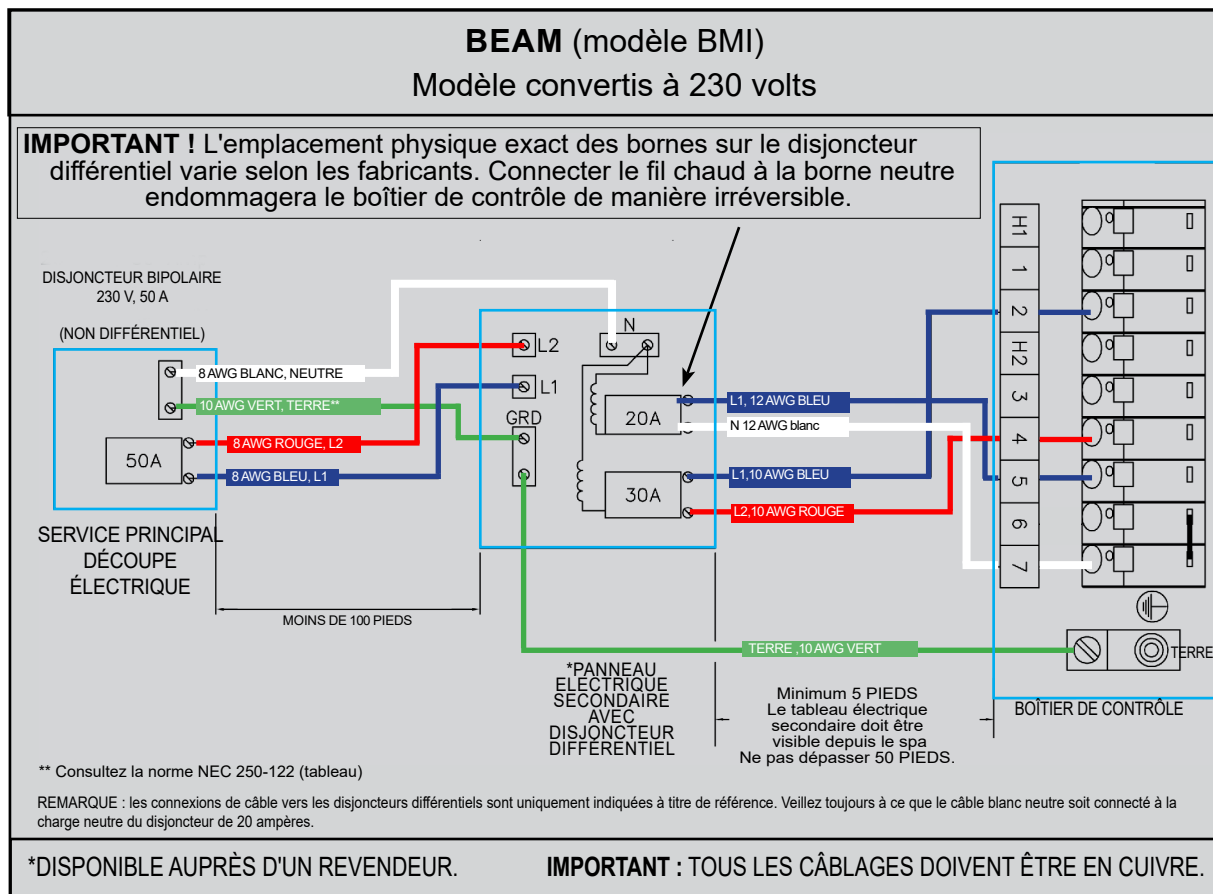 BEAM (modèle BMI)
Modèle convertis à 230 volts
IMPORTANT ! L'emplacement physique exact des bornes sur le disjoncteur
différentiel varie selon les fabricants. Connecter le fil chaud à la borne neutre
endommagera le boîtier de contrôle de manière irréversible.
DISJONCTEUR BIPOLAIRE
230 V, 50 A
(NON DIFFÉRENTIEL)
8 AWG BLANC, NEUTRE
10 AWG VERT, TERRE**
8 AWG ROUGE, L2
8 AWG BLEU, L1
50A
SERVICE PRINCIPAL
DÉCOUPE
ÉLECTRIQUE
MOINS DE 100 PIEDS
N
L2
L1
GRD
20A
30A
L1, 12 AWG BLEU
N 12 AWG blanc
L1,10 AWG BLEU
L2,10 AWG ROUGE
TERRE ,10 AWG VERT
*PANNEAU
ELECTRIQUE
SECONDAIRE
AVEC
DISJONCTEUR
DIFFÉRENTIEL
Minimum 5 PIEDS
Le tableau électrique
secondaire doit être
visible depuis le spa
Ne pas dépasser 50 PIEDS.
H1
1
2
H2
3
4
5
6
7
TERRE
BOÎTIER DE CONTRÔLE
** Consultez la norme NEC 250-122 (tableau)
REMARQUE : les connexions de câble vers les disjoncteurs différentiels sont uniquement indiquées à titre de référence. Veillez toujours à ce que le câble blanc neutre soit connecté à la
charge neutre du disjoncteur de 20 ampères.
*DISPONIBLE AUPRÈS D'UN REVENDEUR.
IMPORTANT : TOUS LES CÂBLAGES DOIVENT ÊTRE EN CUIVRE.